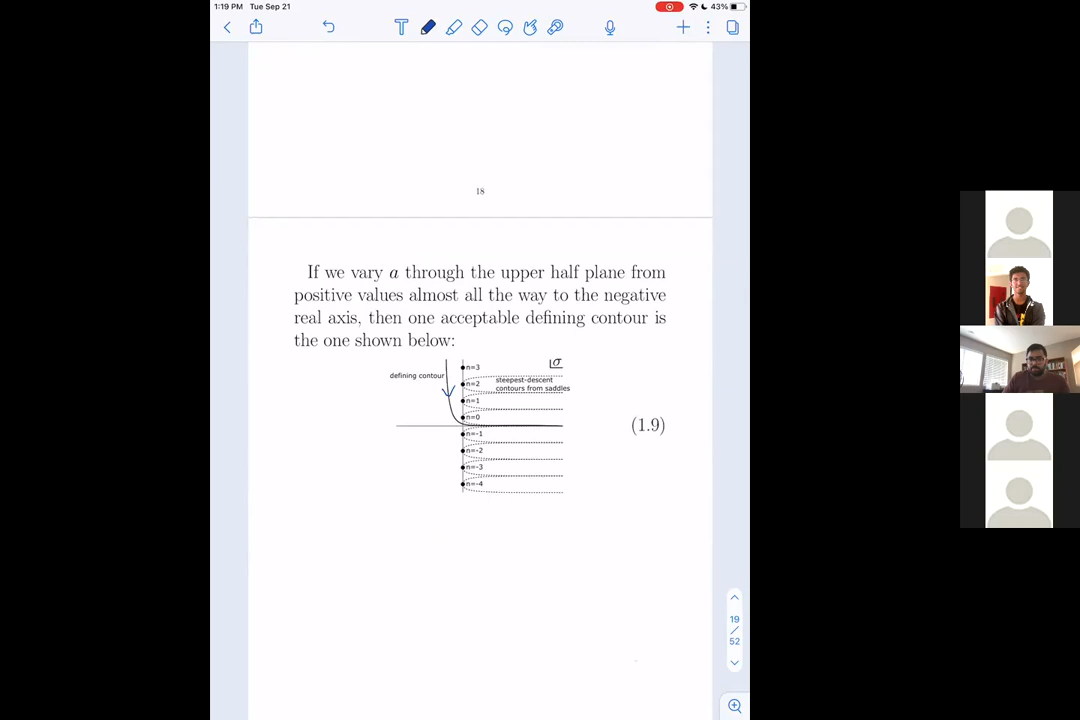 1:19 PM Tue Sep 21
43%
18
If we vary a through the upper half plane from
positive values almost all the way to the negative
real axis, then one acceptable defining contour is
the one shown below:
defining contour
n=3
σ
n=2
steepest-descent
contours from saddles
n=1
n=0
(1.9)
n=-1
n=-2
n=-3
n=-4
19
/
52